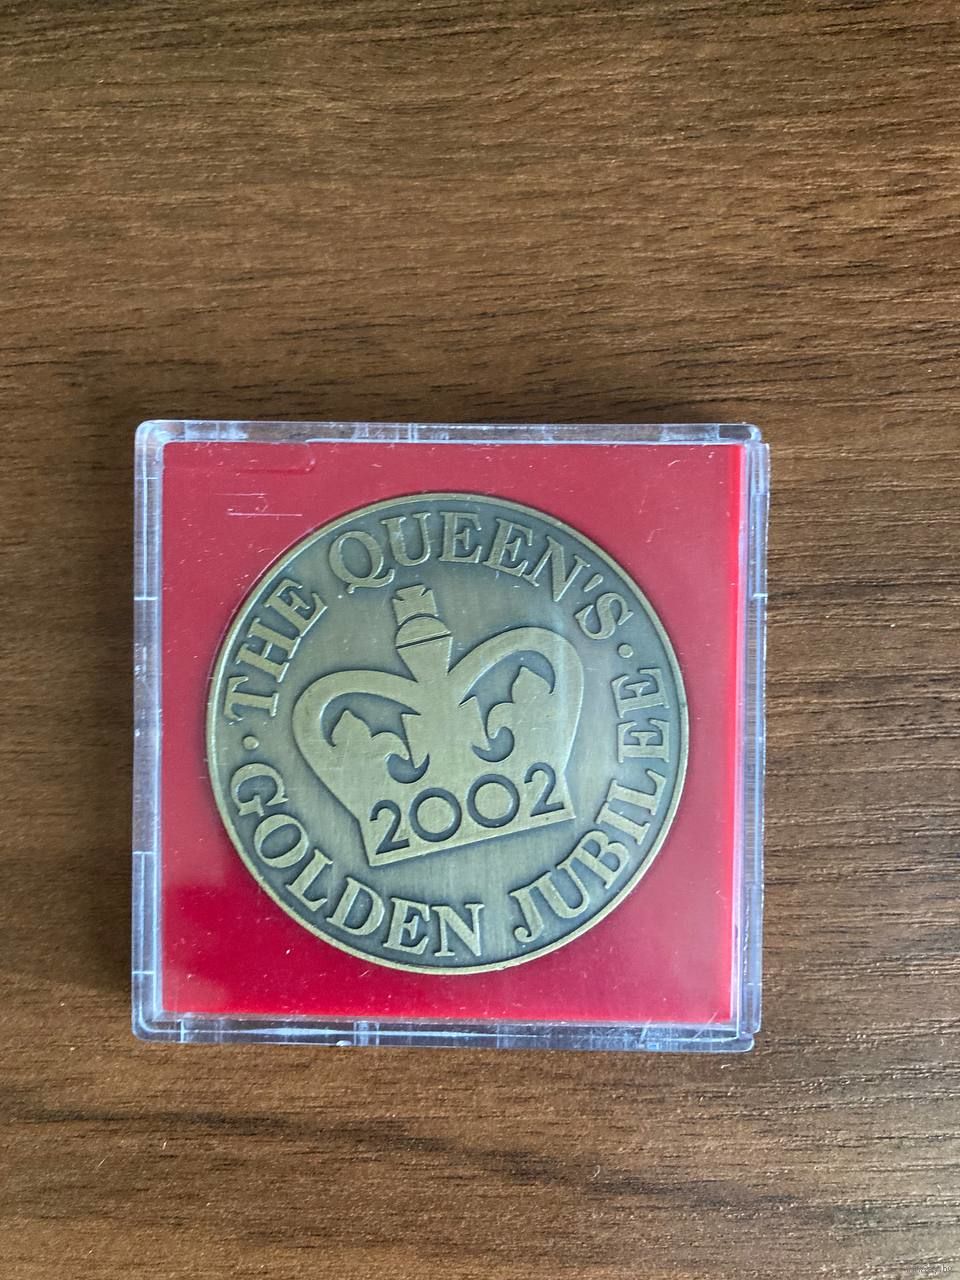 THE QUEEN'S
2002
GOLDEN JUBILEE